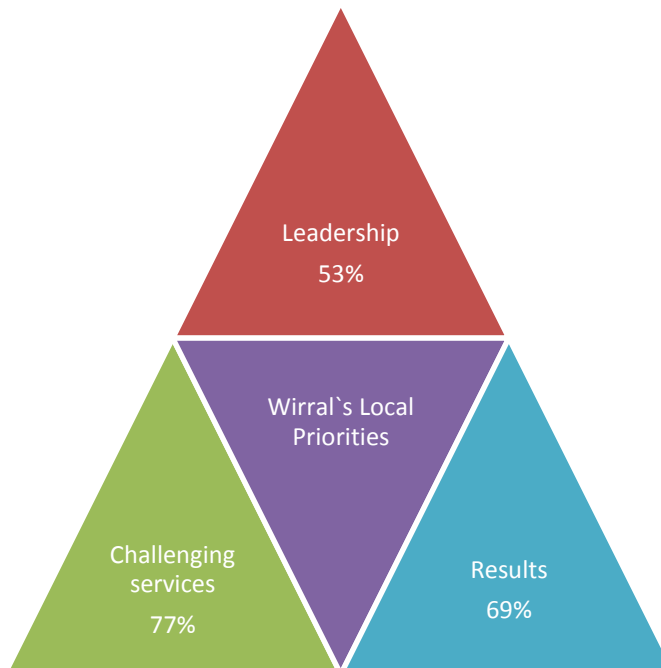 Leadership
53%
Wirral`s Local
Priorities
Challenging
services
77%
Results
69%